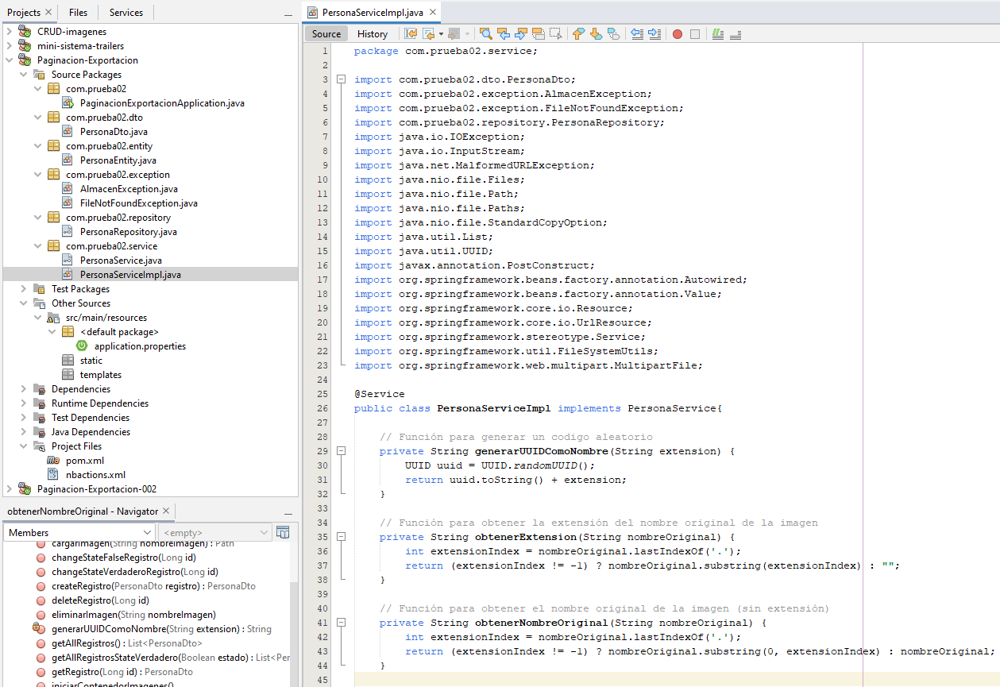 Projects
Files
Services
CRUD-imagenes
mini-sistema-trailers
Paginacion-Exportacion
Source Packages
com.prueba02
PaginacionExportacionApplication.java
com.prueba02.dto
PersonaDto.java
com.prueba02.entity
PersonaEntity.java
com.prueba02.exception
AlmacenException.java
FileNotFoundException.java
com.prueba02.repository
PersonaRepository.java
com.prueba02.service
PersonaService.java
PersonaServiceImpl.java
Test Packages
Other Sources
src/main/resources
<default package>
application.properties
static
templates
Dependencies
Runtime Dependencies
Test Dependencies
Java Dependencies
Project Files
pom.xml
nbactions.xml
Paginacion-Exportacion-002
obtenerNombreOriginal - Navigator
Members
<empty>
cargarImagen(String nombreImagen) : Path
changeStateFalseRegistro(Long id)
changeStateVerdaderoRegistro(Long id)
createRegistro(PersonaDto registro) : PersonaDto
deleteRegistro(Long id)
eliminarImagen(String nombreImagen)
generarUUIDComoNombre(String extension) : String
getAllRegistros() : List<PersonaDto>
getAllRegistrosStateVerdadero(Boolean estado) : List<Per
getRegistro(Long id) : PersonaDto
iniciarContenedorImagenes()
PersonaServiceImpl.java
Source
History
1 package com.prueba02.service;
2
3 import com.prueba02.dto.PersonaDto;
4 import com.prueba02.exception.AlmacenException;
5 import com.prueba02.exception.FileNotFoundException;
6 import com.prueba02.repository.PersonaRepository;
7 import java.io.IOException;
8 import java.io.InputStream;
9 import java.net.MalformedURLException;
10 import java.nio.file.Files;
11 import java.nio.file.Path;
12 import java.nio.file.Paths;
13 import java.nio.file.StandardCopyOption;
14 import java.util.List;
15 import java.util.UUID;
16 import javax.annotation.PostConstruct;
17 import org.springframework.beans.factory.annotation.Autowired;
18 import org.springframework.beans.factory.annotation.Value;
19 import org.springframework.core.io.Resource;
20 import org.springframework.core.io.UrlResource;
21 import org.springframework.stereotype.Service;
22 import org.springframework.util.FileSystemUtils;
23 import org.springframework.web.multipart.MultipartFile;
24
25 @Service
26 public class PersonaServiceImpl implements PersonaService{
27
28 // Función para generar un codigo aleatorio
29 private String generarUUIDComoNombre(String extension) {
30 UUID uuid = UUID.randomUUID();
31 return uuid.toString() + extension;
32 }
33
34 // Función para obtener la extensión del nombre original de la imagen
35 private String obtenerExtension(String nombreOriginal) {
36 int extensionIndex = nombreOriginal.lastIndexOf('.');
37 return (extensionIndex != -1) ? nombreOriginal.substring(extensionIndex) : "";
38 }
39
40 // Función para obtener el nombre original de la imagen (sin extensión)
41 private String obtenerNombreOriginal(String nombreOriginal) {
42 int extensionIndex = nombreOriginal.lastIndexOf('.');
43 return (extensionIndex != -1) ? nombreOriginal.substring(0, extensionIndex) : nombreOriginal;
44 }
45